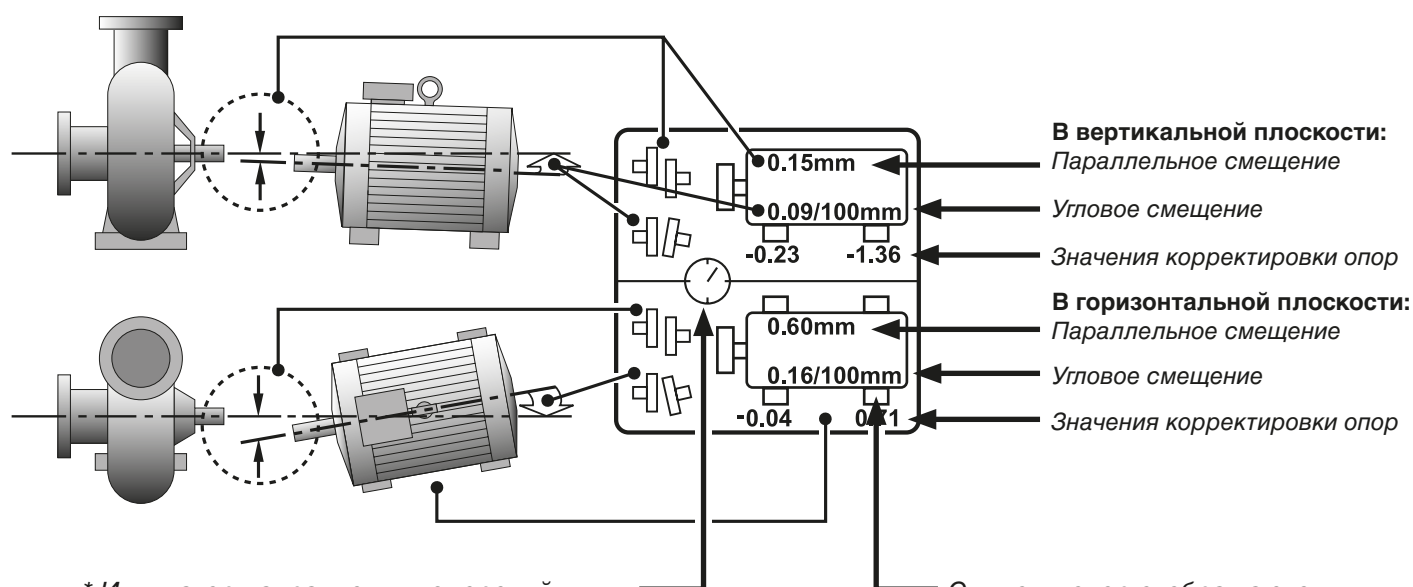 В вертикальной плоскости:
0.15mm
Параллельное смещение
0.09/100mm
Угловое смещение
-0.23 -1.36
Значения корректировки опор
В горизонтальной плоскости:
0.60mm
Параллельное смещение
0.16/100mm
Угловое смещение
-0.04
Значения корректировки опор